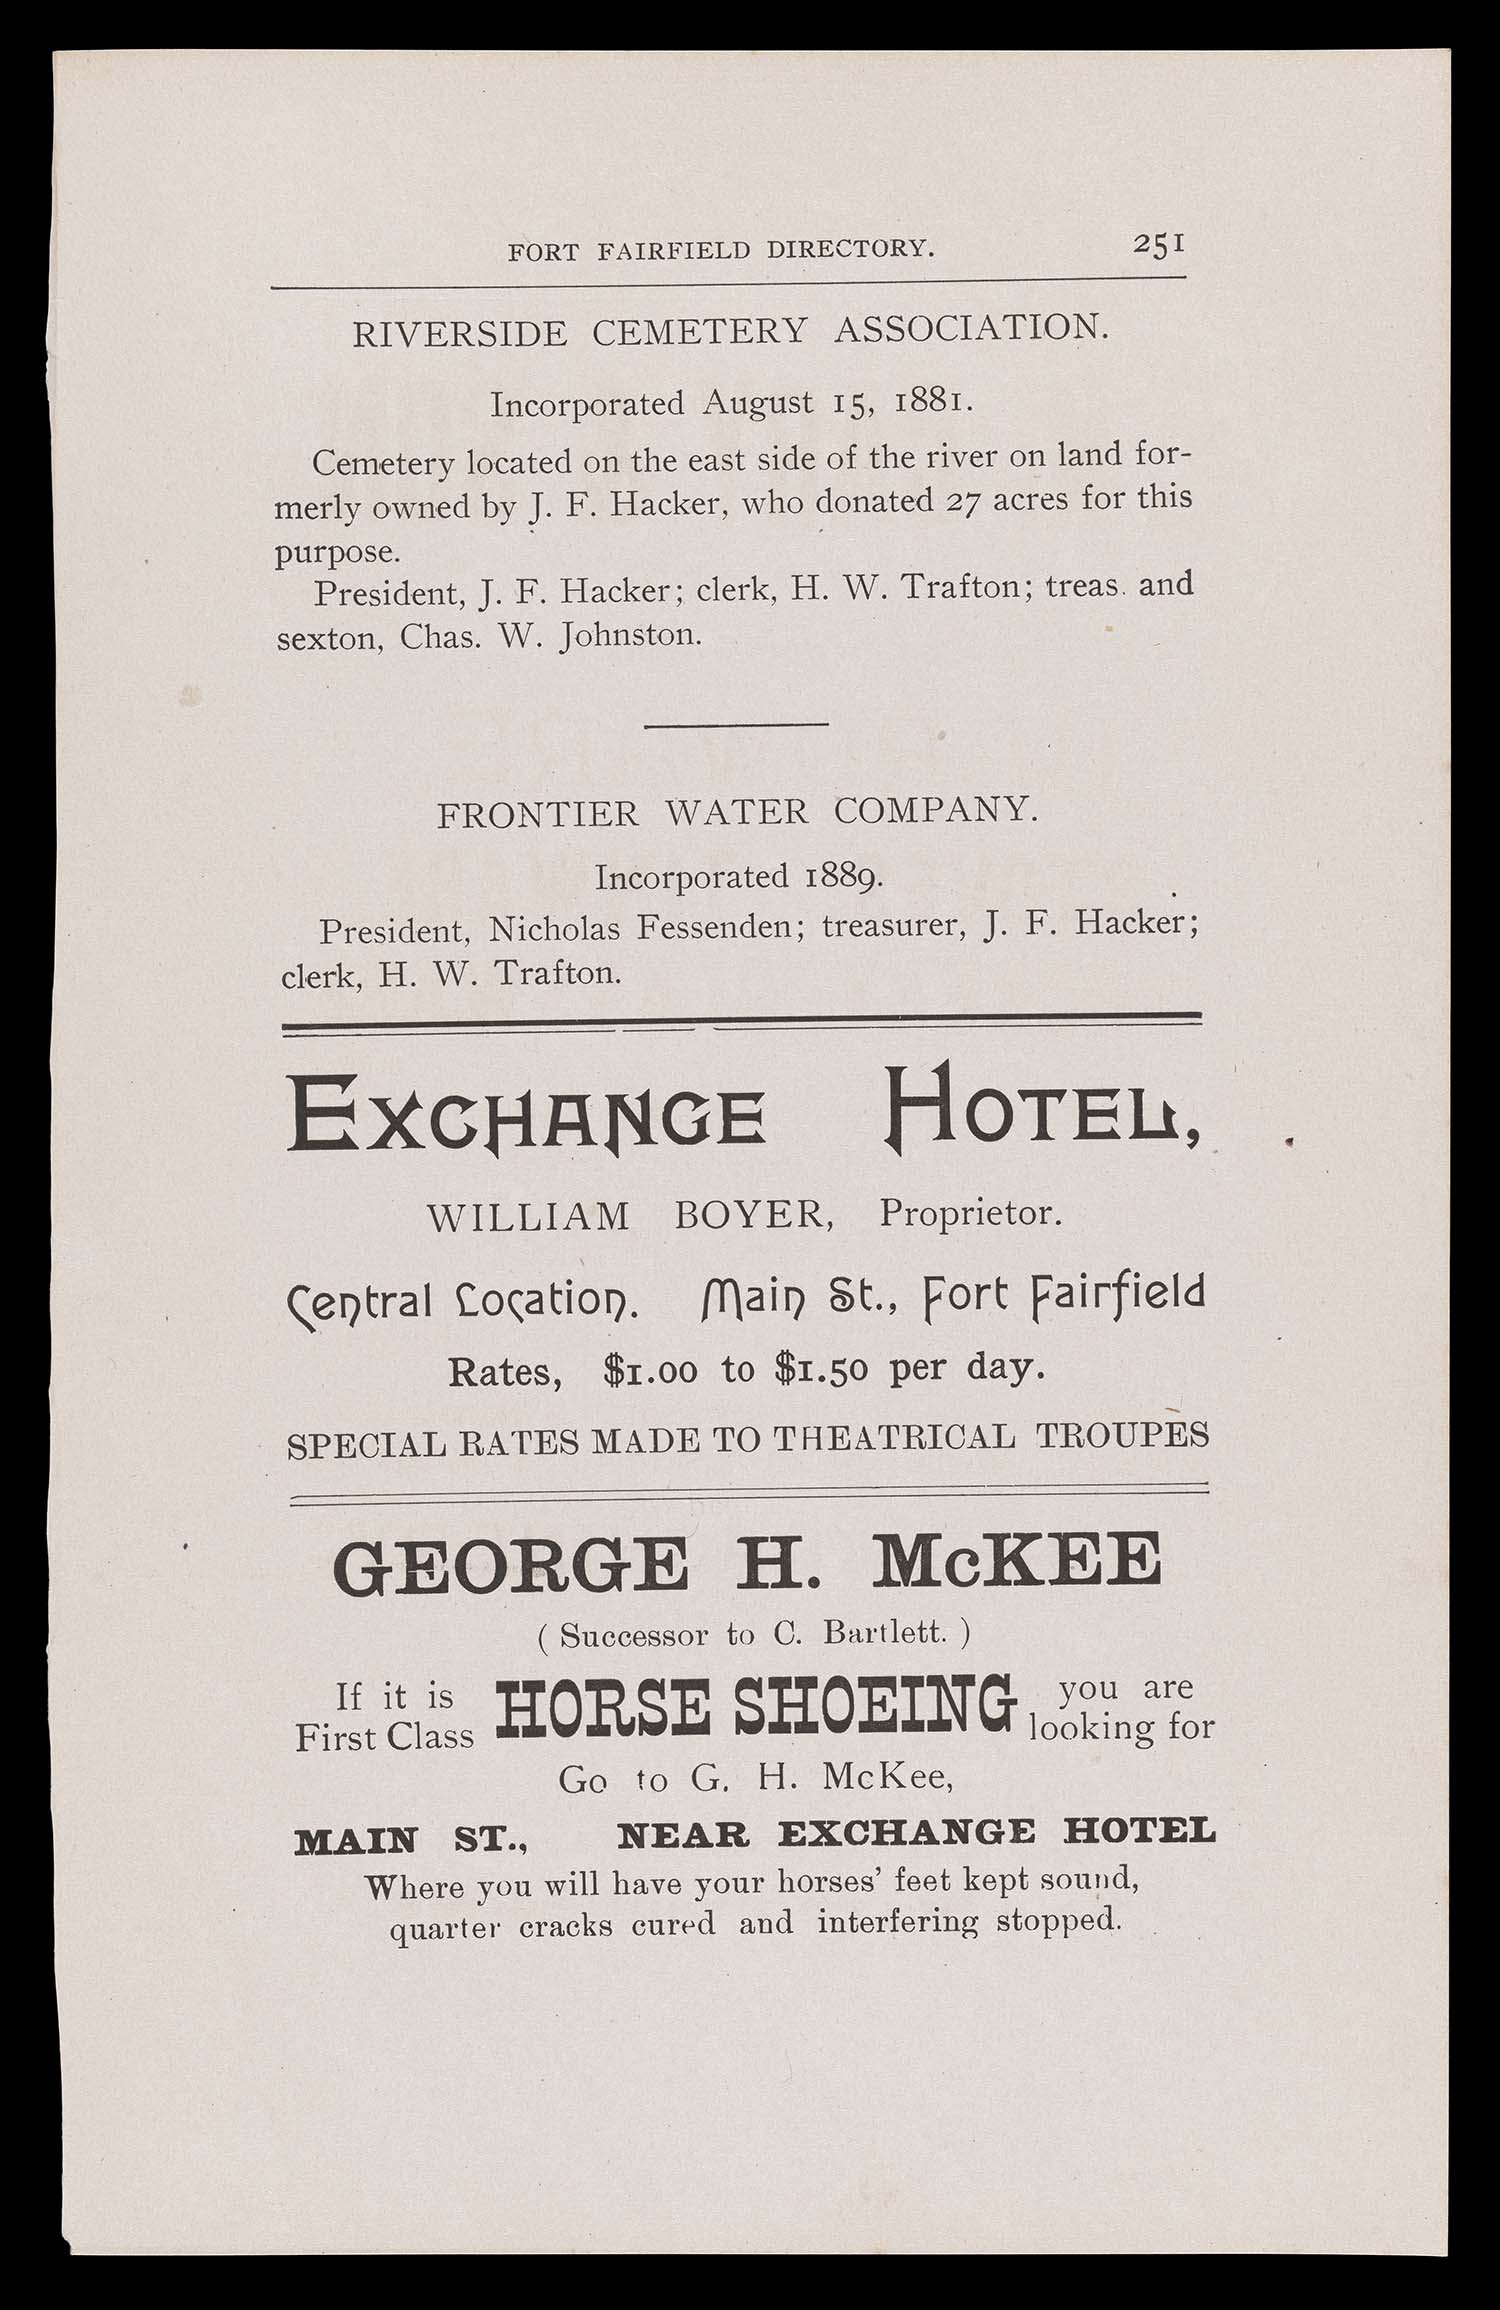 FORT FAIRFIELD DIRECTORY. 251
RIVERSIDE CEMETERY ASSOCIATION.
Incorporated August 15, 1881.
Cemetery located on the east side of the river on land for-
merly owned by J. F. Hacker, who donated 27 acres for this
purpose.
President, J. F. Hacker; clerk, H. W. Trafton; treas. and
sexton, Chas. W. Johnston.
FRONTIER WATER COMPANY.
Incorporated 1889.
President, Nicholas Fessenden; treasurer, J. F. Hacker;
clerk, H. W. Trafton.
EXCHANGE HOTEL,
WILLIAM BOYER, Proprietor.
Central Location. Main St., Fort Fairfield
Rates, $1.00 to $1.50 per day.
SPECIAL RATES MADE TO THEATRICAL TROUPES
GEORGE H. McKEE
( Successor to C. Bartlett. )
If it is
First Class
HORSE SHOEING
you are
looking for
Go to G. H. McKee,
MAIN ST., NEAR EXCHANGE HOTEL
Where you will have your horses' feet kept sound,
quarter cracks cured and interfering stopped.